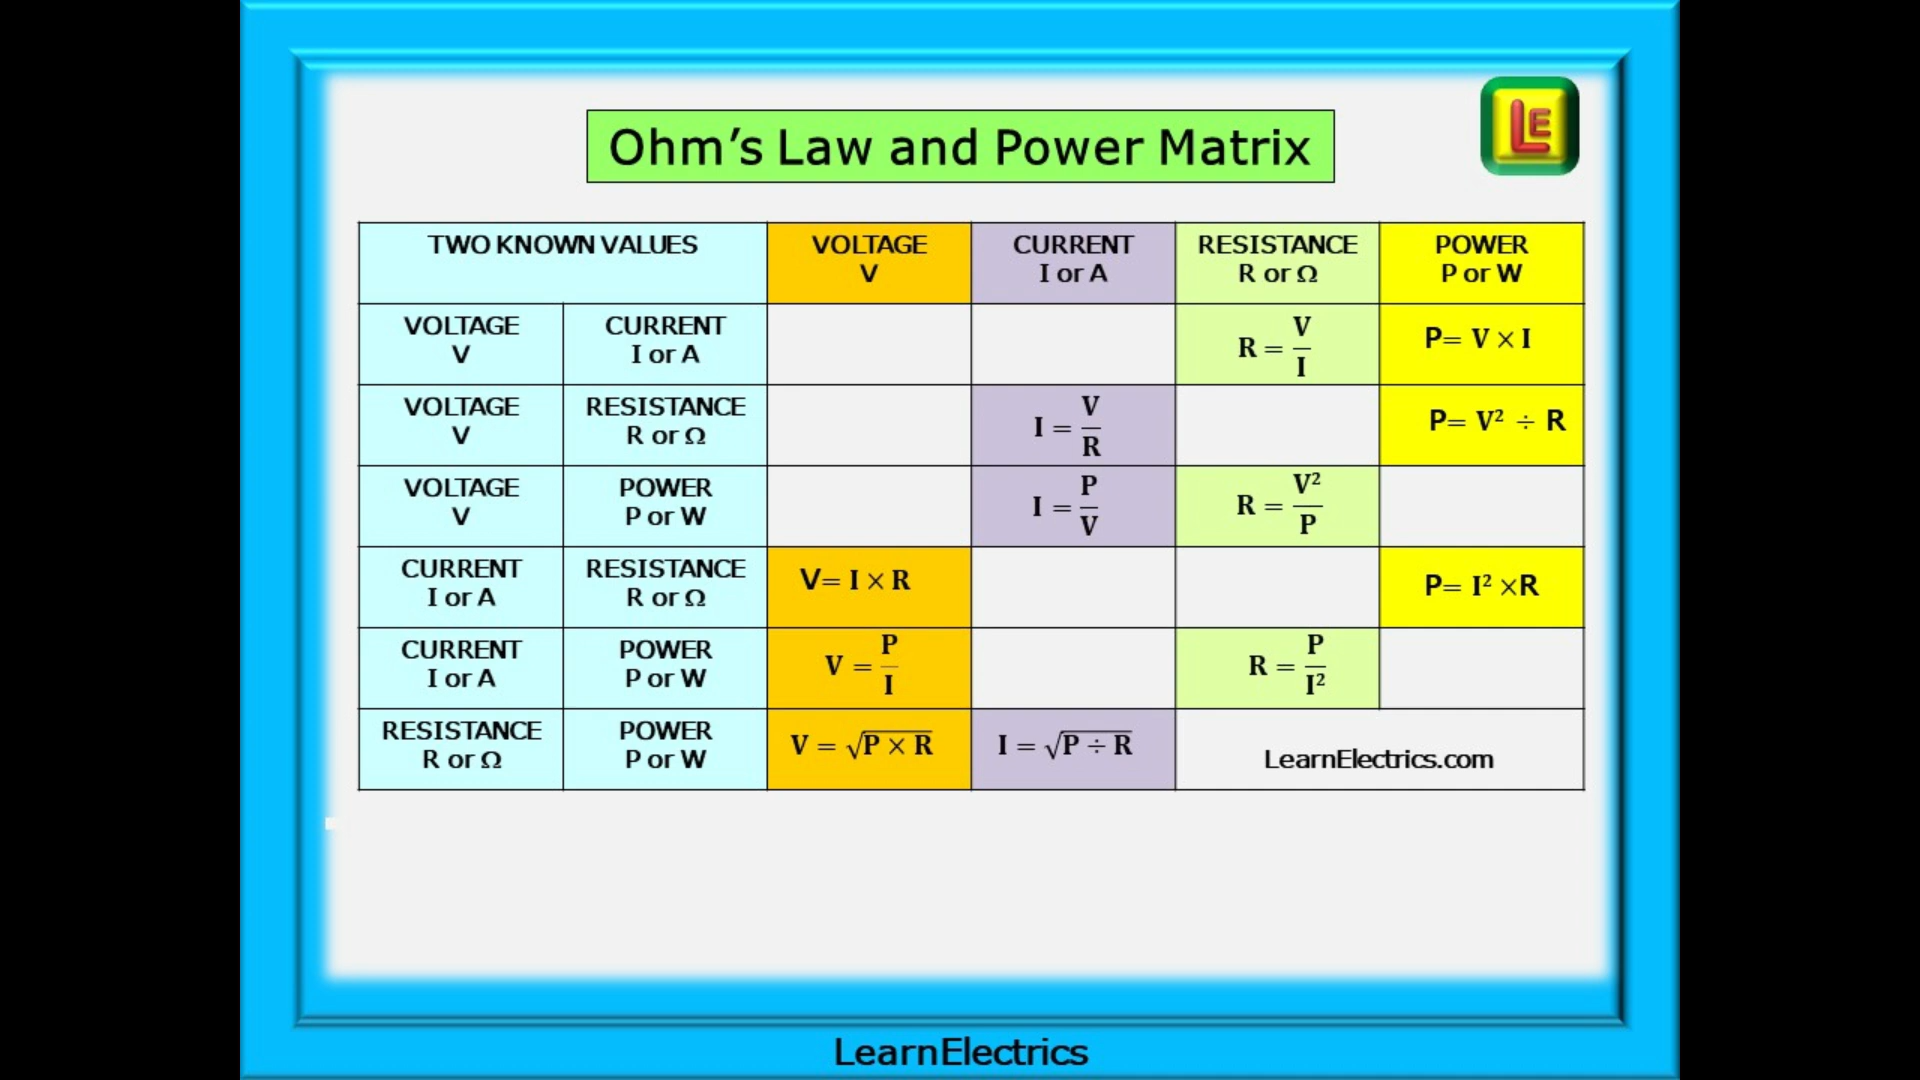 LE
Ohm's Law and Power Matrix
TWO KNOWN VALUES
VOLTAGE
V
CURRENT
I or A
RESISTANCE
R or Ω
POWER
P or W
VOLTAGE
V
CURRENT
I or A
R = V/I
P= V × I
VOLTAGE
V
RESISTANCE
R or Ω
I = V/R
P= V² ÷ R
VOLTAGE
V
POWER
P or W
I = P/V
R = V²/P
CURRENT
I or A
RESISTANCE
R or Ω
V= I × R
P= I² ×R
CURRENT
I or A
POWER
P or W
V = P/I
R = P/I²
RESISTANCE
R or Ω
POWER
P or W
V = √P × R
I = √P ÷ R
LearnElectrics.com
LearnElectrics